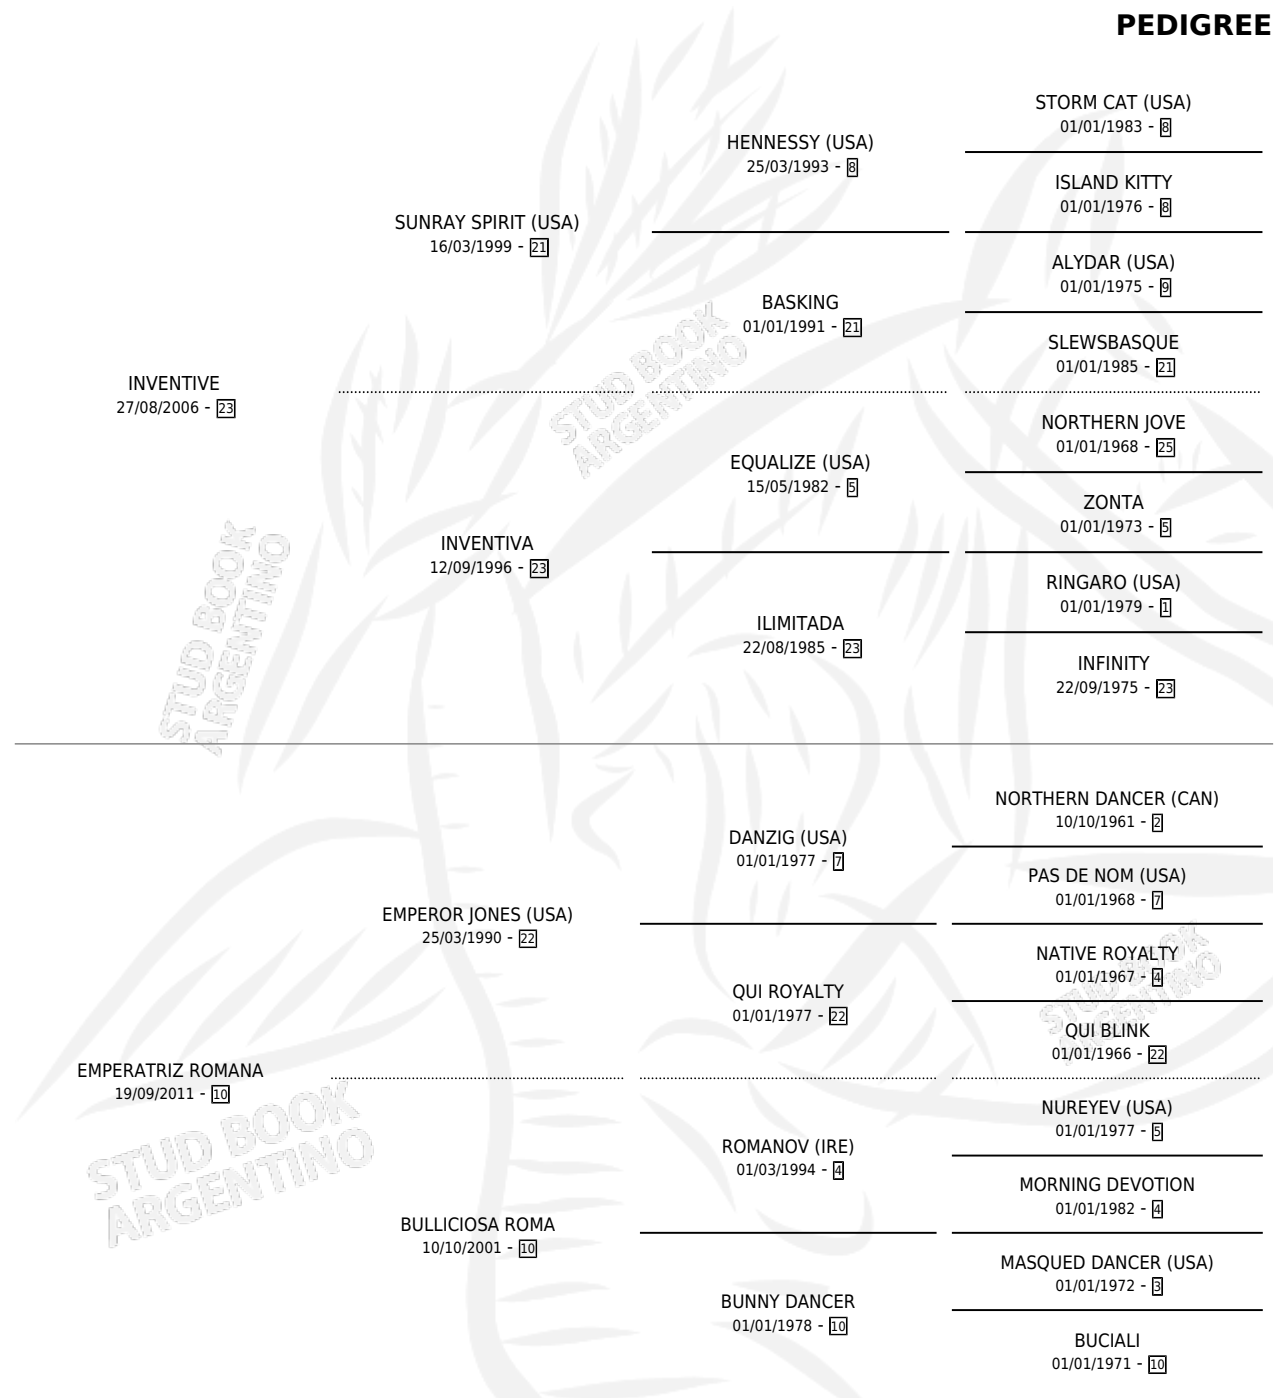 PEDIGREE
STORM CAT (USA)
01/01/1983 - 8
HENNESSY (USA)
25/03/1993 - 8
ISLAND KITTY
01/01/1976 - 8
SUNRAY SPIRIT (USA)
16/03/1999 - 21
ALYDAR (USA)
01/01/1975 - 9
BASKING
01/01/1991 - 21
SLEWSBASQUE
01/01/1985 - 21
INVENTIVE
27/08/2006 - 23
NORTHERN JOVE
01/01/1968 - 25
EQUALIZE (USA)
15/05/1982 - 5
ZONTA
01/01/1973 - 5
INVENTIVA
12/09/1996 - 23
RINGARO (USA)
01/01/1979 - 1
ILIMITADA
22/08/1985 - 23
INFINITY
22/09/1975 - 23
NORTHERN DANCER (CAN)
10/10/1961 - 2
DANZIG (USA)
01/01/1977 - 7
PAS DE NOM (USA)
01/01/1968 - 7
EMPEROR JONES (USA)
25/03/1990 - 22
NATIVE ROYALTY
01/01/1967 - 4
QUI ROYALTY
01/01/1977 - 22
QUI BLINK
01/01/1966 - 22
EMPERATRIZ ROMANA
19/09/2011 - 10
NUREYEV (USA)
01/01/1977 - 5
ROMANOV (IRE)
01/03/1994 - 4
MORNING DEVOTION
01/01/1982 - 4
BULLICIOSA ROMA
10/10/2001 - 10
MASQUED DANCER (USA)
01/01/1972 - 3
BUNNY DANCER
01/01/1978 - 10
BUCIALI
01/01/1971 - 10
STUD BOOK
ARGENTINO
STUD BOOK
ARGENTINO
STUD BOOK
ARGENTINO
STUD BOOK
ARGENTINO